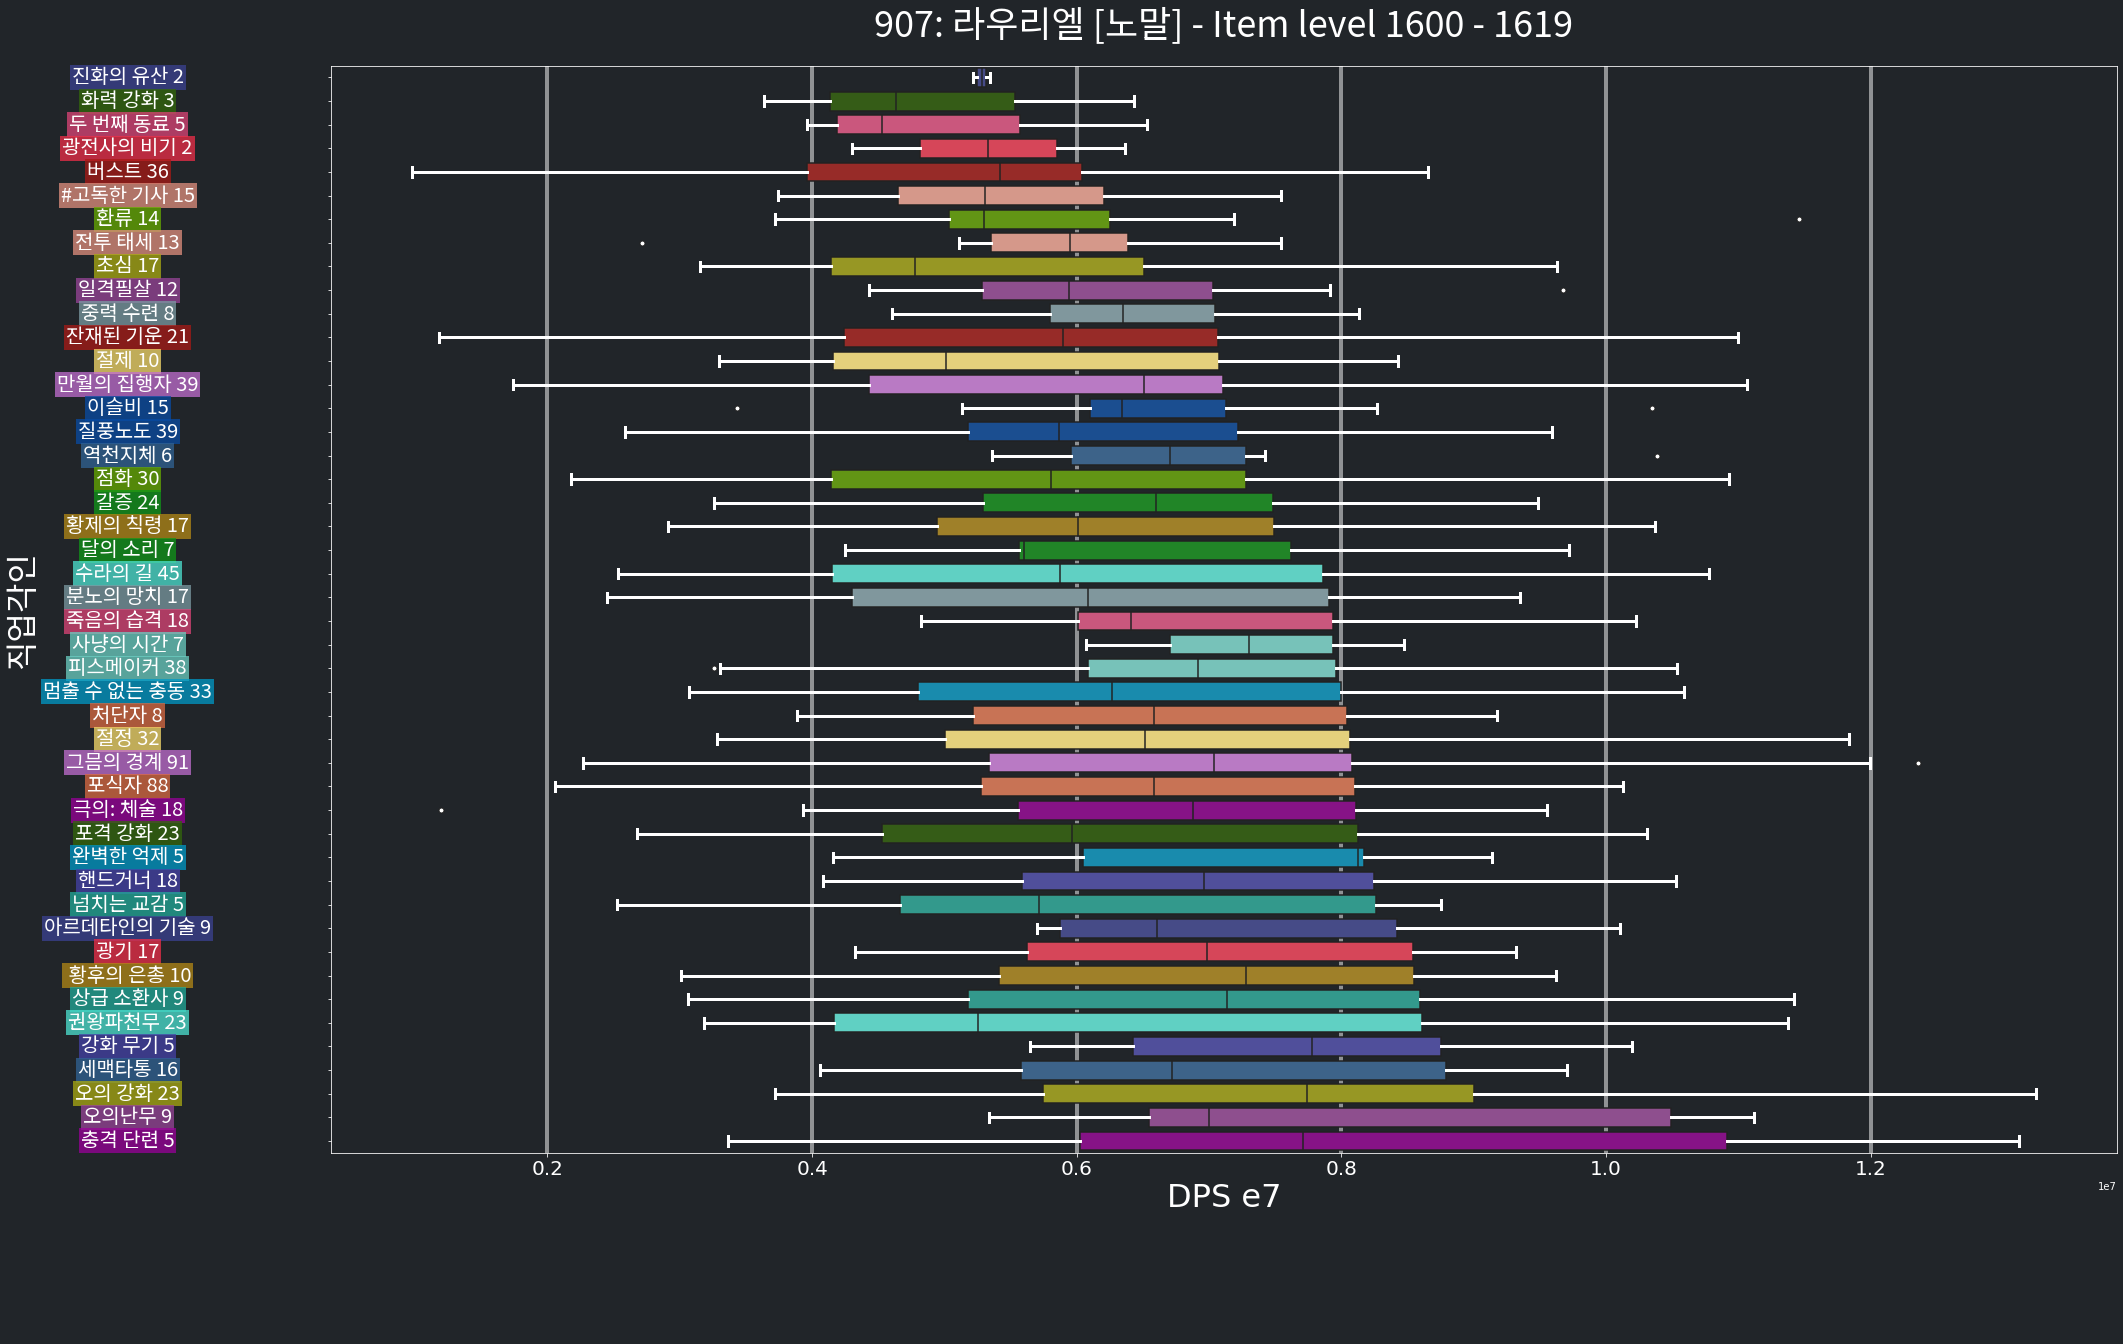 907: 라우리엘 [노말] - Item level 1600 - 1619
직업각인
진화의 유산 2
화력 강화 3
두 번째 동료 5
광전사의 비기 2
버스트 36
#고독한 기사 15
환류 14
전투 태세 13
초심 17
일격필살 12
중력 수련 8
잔재된 기운 21
절제 10
만월의 집행자 39
이슬비 15
질풍노도 39
역천지체 6
점화 30
갈증 24
황제의 칙령 17
달의 소리 7
수라의 길 45
분노의 망치 17
죽음의 습격 18
사냥의 시간 7
피스메이커 38
멈출 수 없는 충동 33
처단자 8
절정 32
그믐의 경계 91
포식자 88
극의: 체술 18
포격 강화 23
완벽한 억제 5
핸드거너 18
넘치는 교감 5
아르데타인의 기술 9
광기 17
황후의 은총 10
상급 소환사 9
권왕파천무 23
강화 무기 5
세맥타통 16
오의 강화 23
오의난무 9
충격 단련 5
0.2 0.4 0.6 0.8 1.0 1.2
1e7
DPS e7